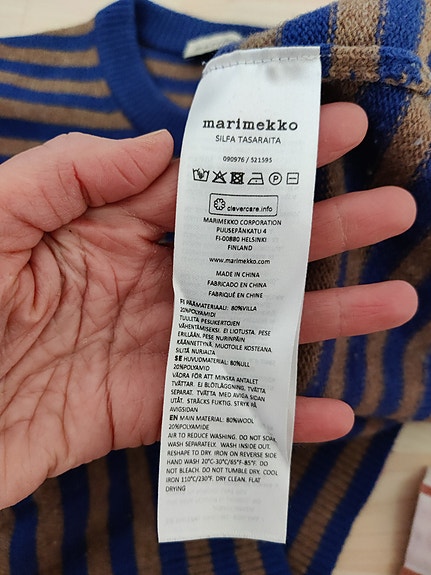 marimekko
SILFA TASARAITA
090976 / 521595
P
clevercare.info
MARIMEKKO CORPORATION
PUUSEPÄNKATU 4
FI-00880 HELSINKI
FINLAND
www.marimekko.com
MADE IN CHINA
FABRICADO EN CHINA
FABRIQUÉ EN CHINE
FI PÄÄMATERIAALI: 80%VILLA
20%POLYAMIDI
TUULETA PESUKERTOJEN
VÄHENTÄMISEKSI. EI LIOTUSTA. PESE
ERILLÄÄN. PESE NURINPÄIN
KÄÄNNETTYNÄ. MUOTOILE KOSTEANA.
SILITÄ NURJALTA
SE HUVUDMATERIAL: 80%ULL
20%POLYAMID
VÄDRA FÖR ATT MINSKA ANTALET
TVÄTTAR. EJ BLÖTLÄGGNING. TVÄTTA
SEPARAT. TVÄTTA MED AVIGA SIDAN
UTÅT. STRÄCKS FUKTIG. STRYK PÅ
AVIGSIDAN
EN MAIN MATERIAL: 80%WOOL
20%POLYAMIDE
AIR TO REDUCE WASHING. DO NOT SOAK
WASH SEPARATELY. WASH INSIDE OUT.
RESHAPE TO DRY. IRON ON REVERSE SIDE
HAND WASH 20°C-30°C/65°F-85°F. DO
NOT BLEACH. DO NOT TUMBLE DRY. COOL
IRON 110°C/230°F. DRY CLEAN. FLAT
DRYING